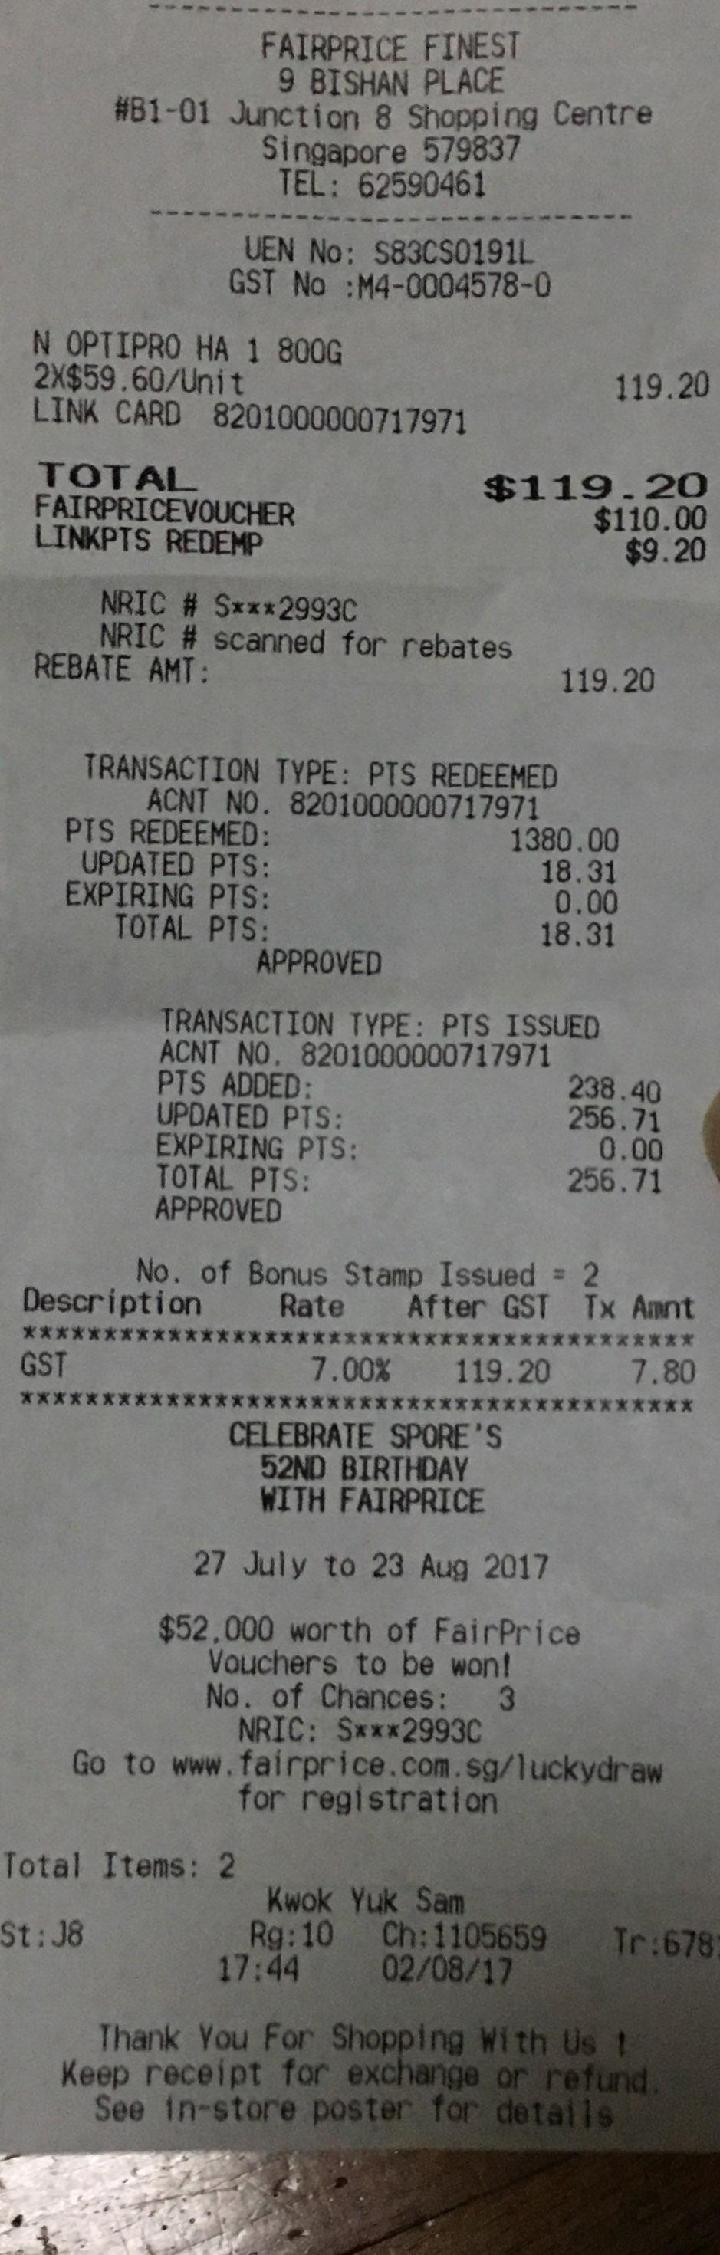 FAIRPRICE FINEST
9 BISHAN PLACE
#B1-01 Junction 8 Shopping Centre
Singapore 579837
TEL: 62590461
UEN No: S83CS0191L
GST No :M4-0004578-0
N OPTIPRO HA 1 800G
2X$59.60/Unit 119.20
LINK CARD 8201000000717971
TOTAL $119.20
FAIRPRICEVOUCHER $110.00
LINKPTS REDEMP $9.20
NRIC # S***2993C
NRIC # scanned for rebates
REBATE AMT: 119.20
TRANSACTION TYPE: PTS REDEEMED
ACNT NO. 8201000000717971
PTS REDEEMED: 1380.00
UPDATED PTS: 18.31
EXPIRING PTS: 0.00
TOTAL PTS: 18.31
APPROVED
TRANSACTION TYPE: PTS ISSUED
ACNT NO. 8201000000717971
PTS ADDED: 238.40
UPDATED PTS: 256.71
EXPIRING PTS: 0.00
TOTAL PTS: 256.71
APPROVED
No. of Bonus Stamp Issued = 2
Description Rate After GST Tx Amnt
******************************************
GST 7.00% 119.20 7.80
******************************************
CELEBRATE SPORE'S
52ND BIRTHDAY
WITH FAIRPRICE
27 July to 23 Aug 2017
$52,000 worth of FairPrice
Vouchers to be won!
No. of Chances: 3
NRIC: S***2993C
Go to www.fairprice.com.sg/luckydraw
for registration
Total Items: 2
Kwok Yuk Sam
St:J8 Rg:10 Ch:1105659 Tr:678
17:44 02/08/17
Thank You For Shopping With Us !
Keep receipt for exchange or refund.
See in-store poster for details